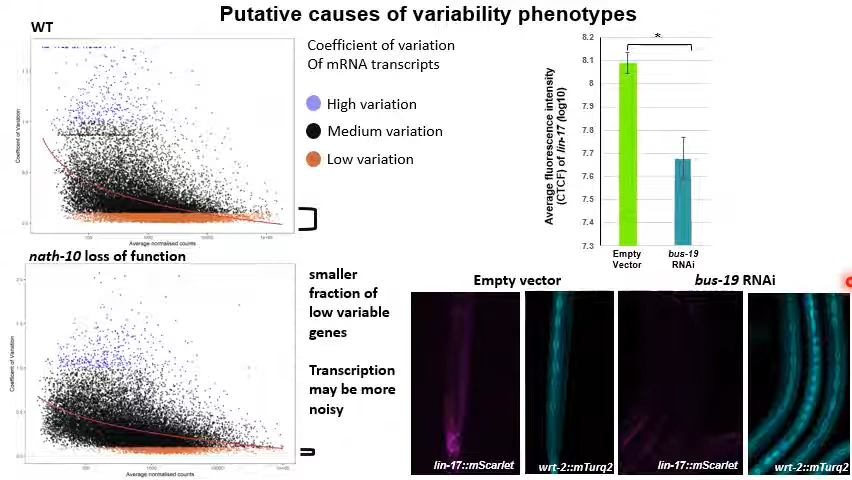 Putative causes of variability phenotypes
WT
Coefficient of Variation
Average normalised counts
Coefficient of variation
Of mRNA transcripts
High variation
Medium variation
Low variation
nath-10 loss of function
Coefficient of Variation
Average normalised counts
smaller
fraction of
low variable
genes
Transcription
may be more
noisy
Average fluorescence intensity
(CTCF) of lin-17 (log10)
8.2
8.1
8
7.9
7.8
7.7
7.6
7.5
7.4
7.3
*
Empty
Vector
bus-19
RNAi
Empty vector
bus-19 RNAi
lin-17::mScarlet
wrt-2::mTurq2
lin-17::mScarlet
wrt-2::mTurq2